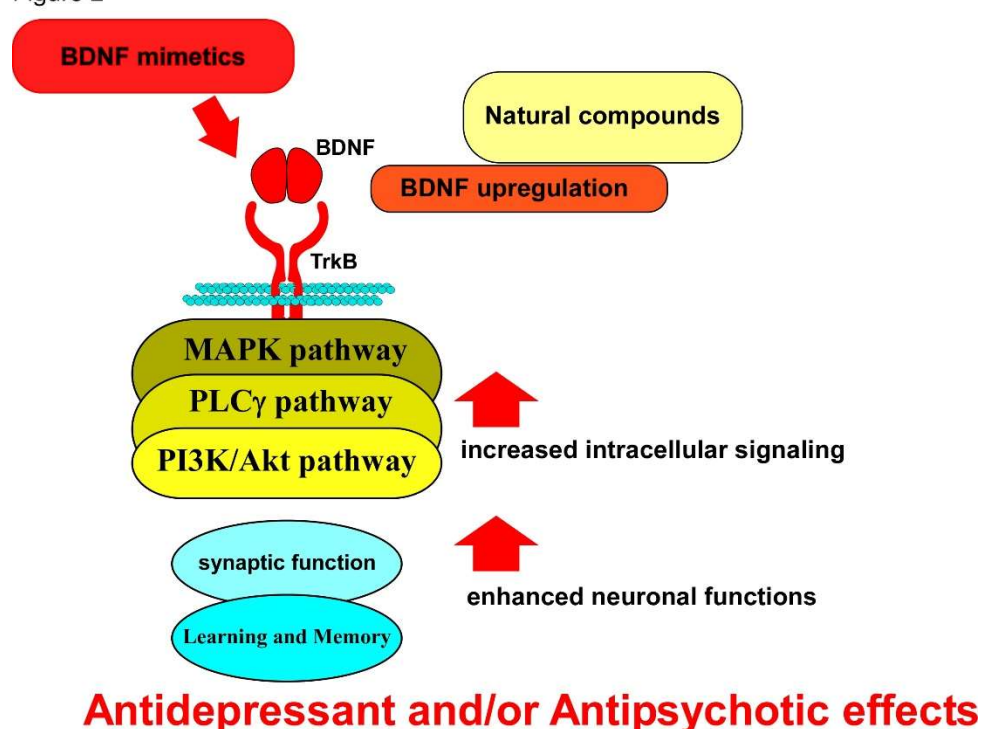 BDNF mimetics
Natural compounds
BDNF
BDNF upregulation
TrkB
MAPK pathway
PLCγ pathway
increased intracellular signaling
PI3K/Akt pathway
synaptic function
enhanced neuronal functions
Learning and Memory
Antidepressant and/or Antipsychotic effects